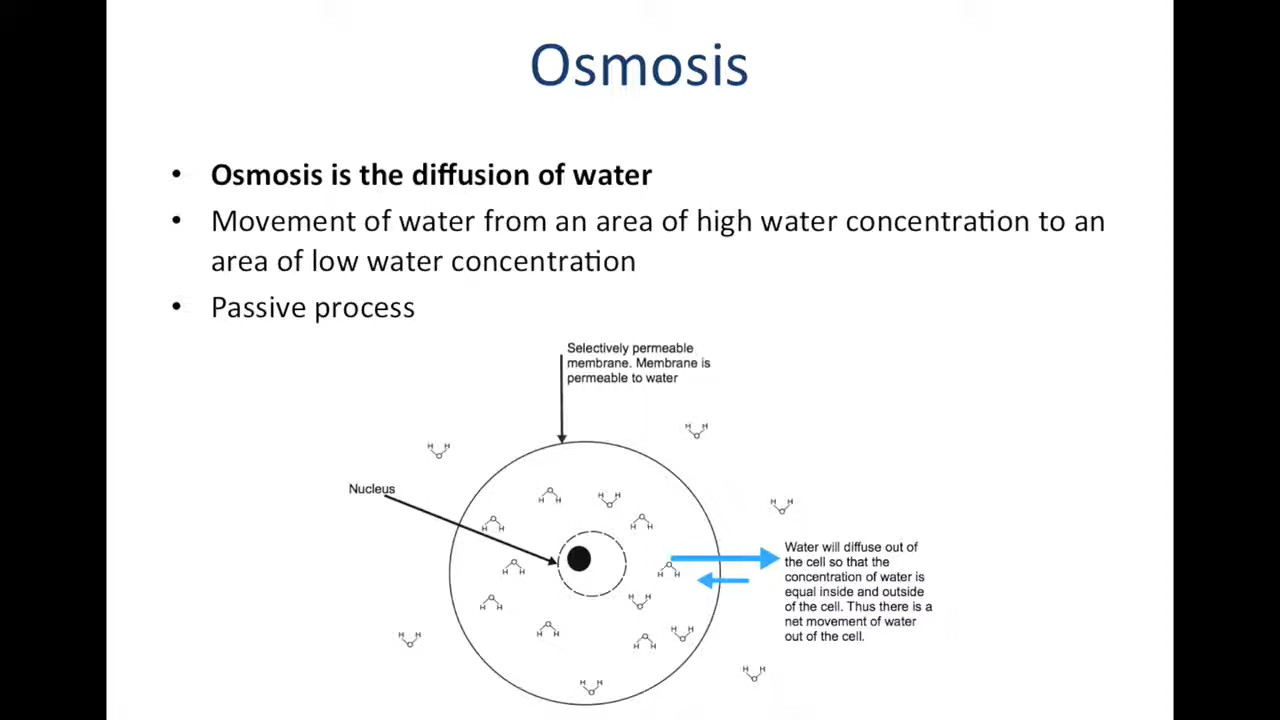 Osmosis
• Osmosis is the diffusion of water
• Movement of water from an area of high water concentration to an
area of low water concentration
• Passive process
Selectively permeable
membrane. Membrane is
permeable to water
H H
O
H H
O
Nucleus
O
H H
H H
O
H H
O
O
H H
O
H H
O
H H
O
H H
Water will diffuse out of
the cell so that the
concentration of water is
equal inside and outside
of the cell. Thus there is a
net movement of water
out of the cell.
O
H H
H H
O
O
H H
H H
O
O
H H
H H
O
H H
O
H H
O